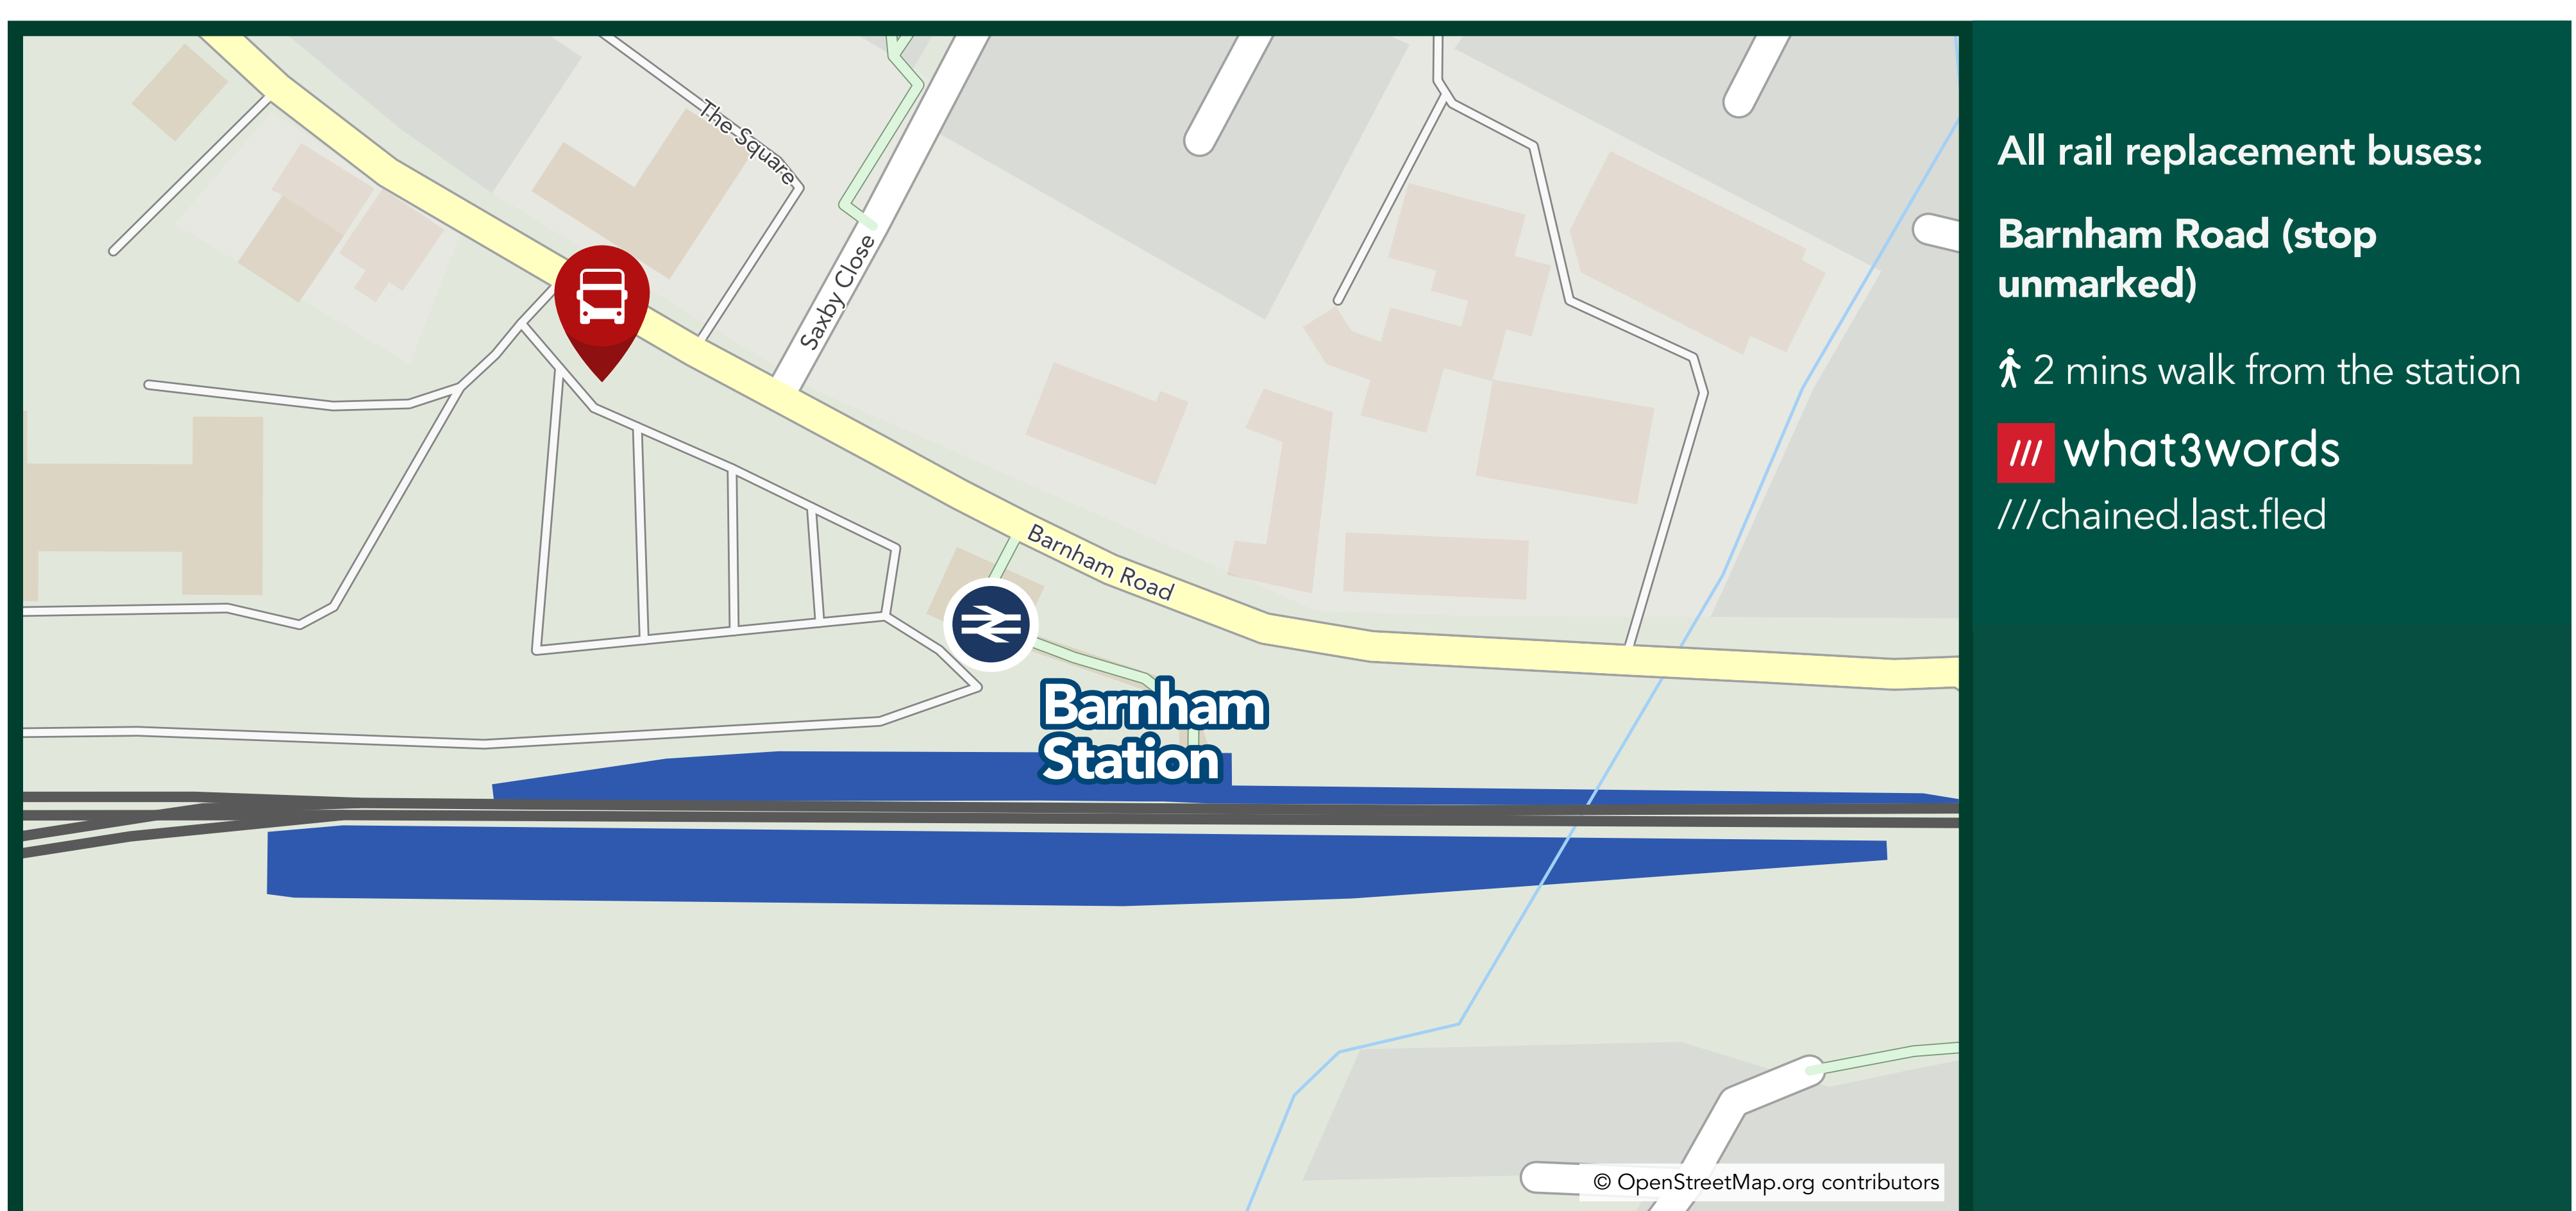 The Square
Saxby Close
Barnham Road
Barnham
Station
© OpenStreetMap.org contributors
All rail replacement buses:
Barnham Road (stop
unmarked)
2 mins walk from the station
what3words
///chained.last.fled